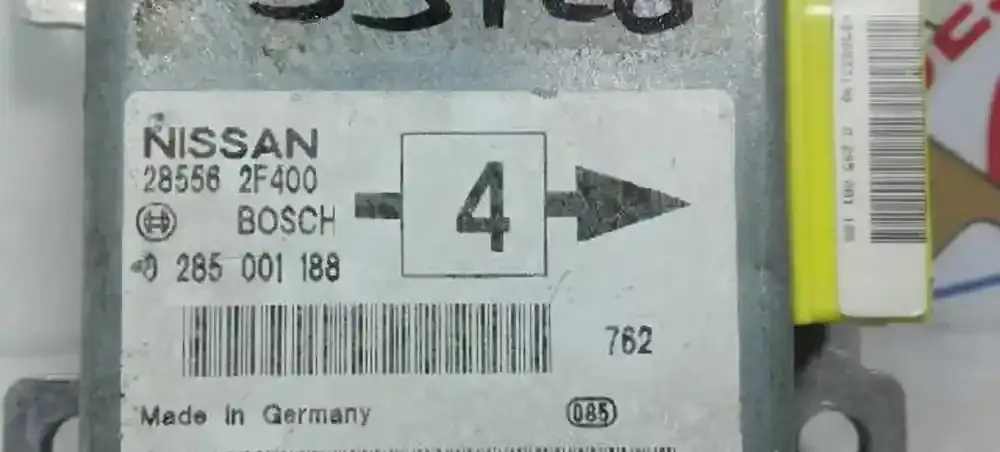 NISSAN
28556 2F400
BOSCH
0 285 001 188
4
762
Made in Germany
085